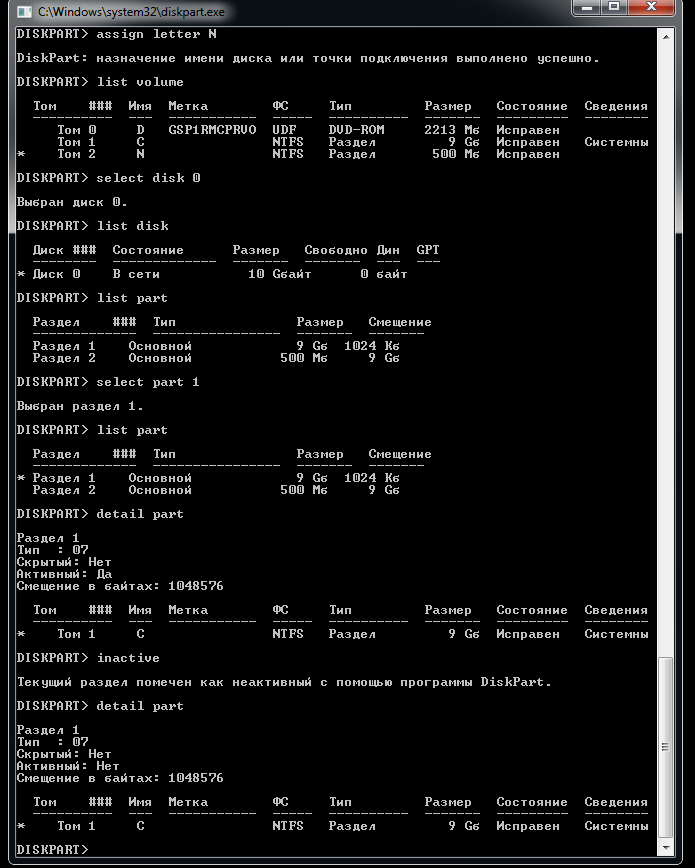 C:\Windows\system32\diskpart.exe
DISKPART> assign letter N
DiskPart: назначение имени диска или точки подключения выполнено успешно.
DISKPART> list volume
Том ### Имя Метка ФС Тип Размер Состояние Сведения
---------- --- ----------- ----- ---------- ------- --------- --------
Том 0 D GSP1RMCPRVO UDF DVD-ROM 2213 Мб Исправен
Том 1 C NTFS Раздел 9 Gб Исправен Системны
* Том 2 N NTFS Раздел 500 Мб Исправен
DISKPART> select disk 0
Выбран диск 0.
DISKPART> list disk
Диск ### Состояние Размер Свободно Дин GPT
-------- ------------- ------- ------- --- ---
* Диск 0 В сети 10 Gбайт 0 байт
DISKPART> list part
Раздел ### Тип Размер Смещение
------------- ---------------- ------- -------
Раздел 1 Основной 9 Gб 1024 Кб
Раздел 2 Основной 500 Мб 9 Gб
DISKPART> select part 1
Выбран раздел 1.
DISKPART> list part
Раздел ### Тип Размер Смещение
------------- ---------------- ------- -------
* Раздел 1 Основной 9 Gб 1024 Кб
Раздел 2 Основной 500 Мб 9 Gб
DISKPART> detail part
Раздел 1
Тип : 07
Скрытый: Нет
Активный: Да
Смещение в байтах: 1048576
Том ### Имя Метка ФС Тип Размер Состояние Сведения
---------- --- ----------- ----- ---------- ------- --------- --------
* Том 1 C NTFS Раздел 9 Gб Исправен Системны
DISKPART> inactive
Текущий раздел помечен как неактивный с помощью программы DiskPart.
DISKPART> detail part
Раздел 1
Тип : 07
Скрытый: Нет
Активный: Нет
Смещение в байтах: 1048576
Том ### Имя Метка ФС Тип Размер Состояние Сведения
---------- --- ----------- ----- ---------- ------- --------- --------
* Том 1 C NTFS Раздел 9 Gб Исправен Системны
DISKPART>